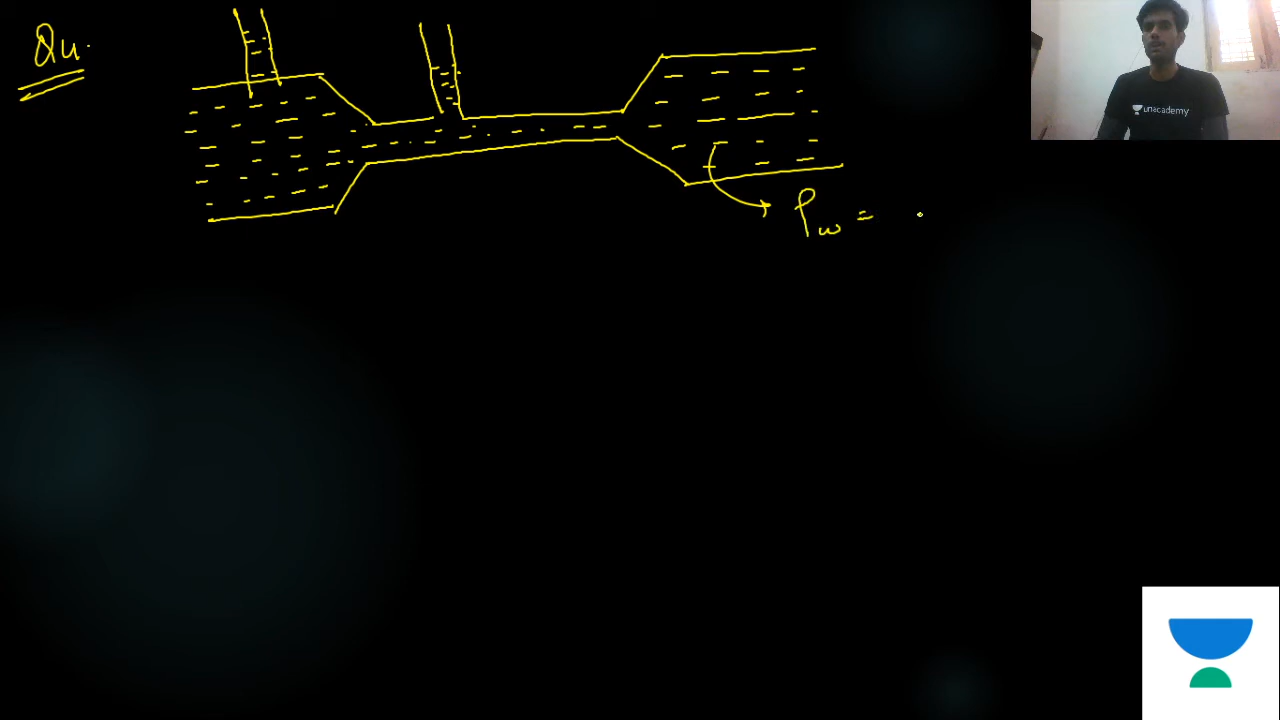 Qu.
unacademy
ρw = .